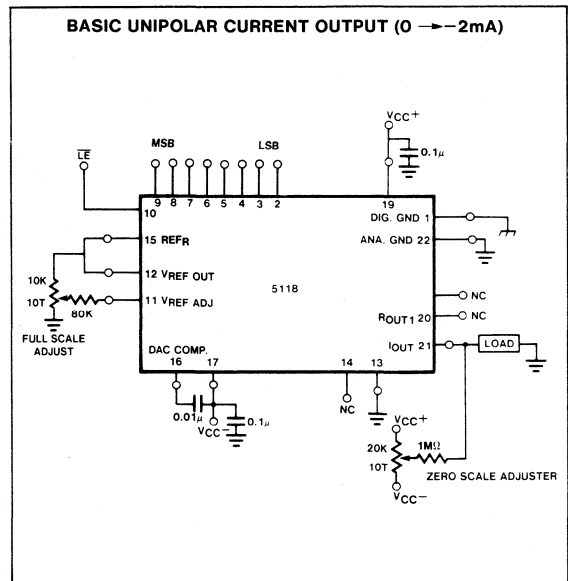 BASIC UNIPOLAR CURRENT OUTPUT (0 → −2mA)
VCC+
MSB LSB
LE
0.1μ
9 8 7 6 5 4 3 2 19
10 DIG. GND 1
15 REFR
ANA. GND 22
12 VREF OUT
10K
10T
5118
11 VREF ADJ
80K
NC
FULL SCALE
ADJUST
ROUT1 20 NC
IOUT 21 LOAD
DAC COMP.
16 17 14 13
0.01μ
VCC−
0.1μ
NC
VCC+
20K
10T
1MΩ
ZERO SCALE ADJUSTER
VCC−